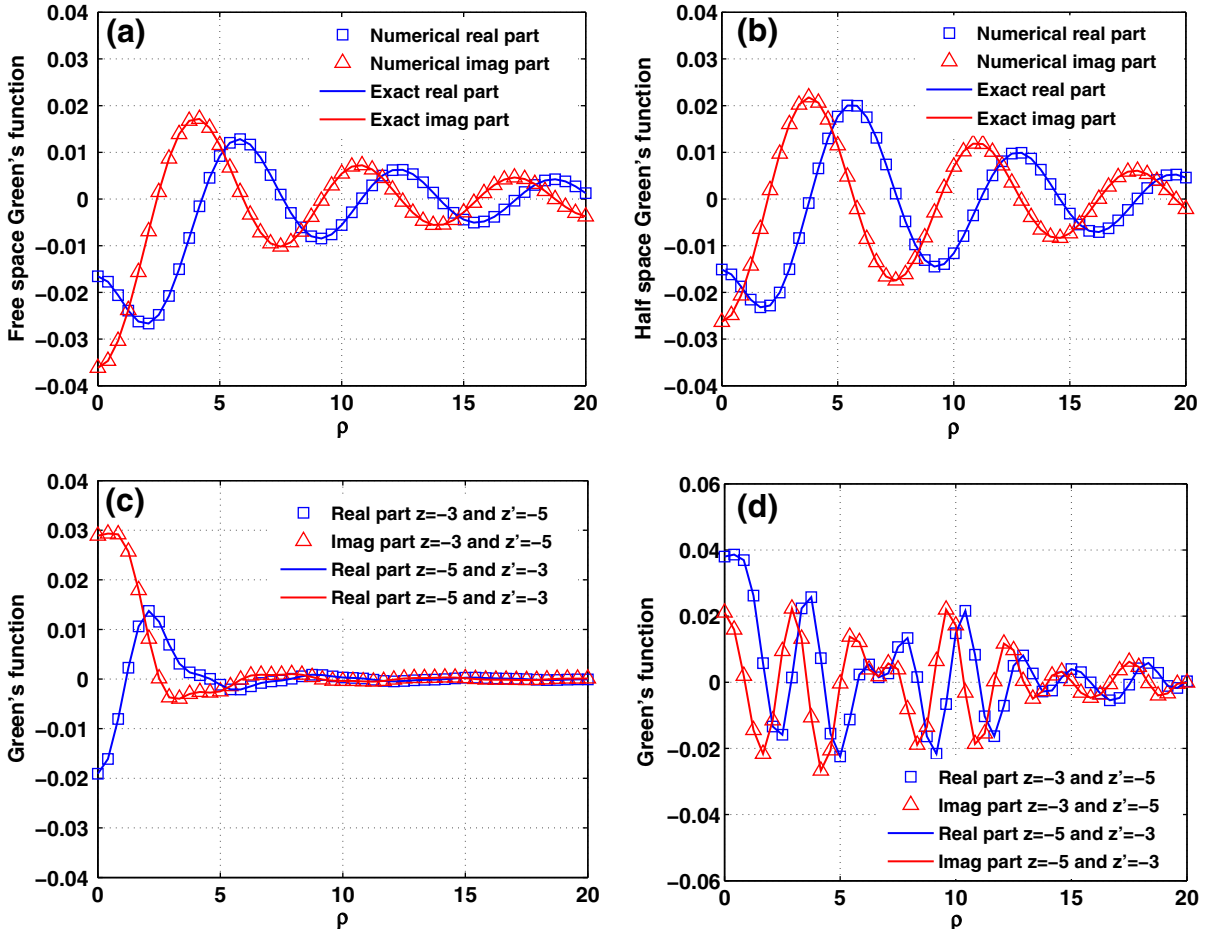 (a)
Numerical real part
Numerical imag part
Exact real part
Exact imag part
0.04
0.03
0.02
0.01
0
−0.01
−0.02
−0.03
−0.04
Free space Green's function
0 5 10 15 20
ρ
(b)
Numerical real part
Numerical imag part
Exact real part
Exact imag part
0.04
0.03
0.02
0.01
0
−0.01
−0.02
−0.03
−0.04
Half space Green's function
0 5 10 15 20
ρ
(c)
Real part z=−3 and z'=−5
Imag part z=−3 and z'=−5
Real part z=−5 and z'=−3
Real part z=−5 and z'=−3
0.04
0.03
0.02
0.01
0
−0.01
−0.02
−0.03
−0.04
Green's function
0 5 10 15 20
ρ
(d)
0.06
0.04
0.02
0
−0.02
−0.04
−0.06
Green's function
Real part z=−3 and z'=−5
Imag part z=−3 and z'=−5
Real part z=−5 and z'=−3
Imag part z=−5 and z'=−3
0 5 10 15 20
ρ